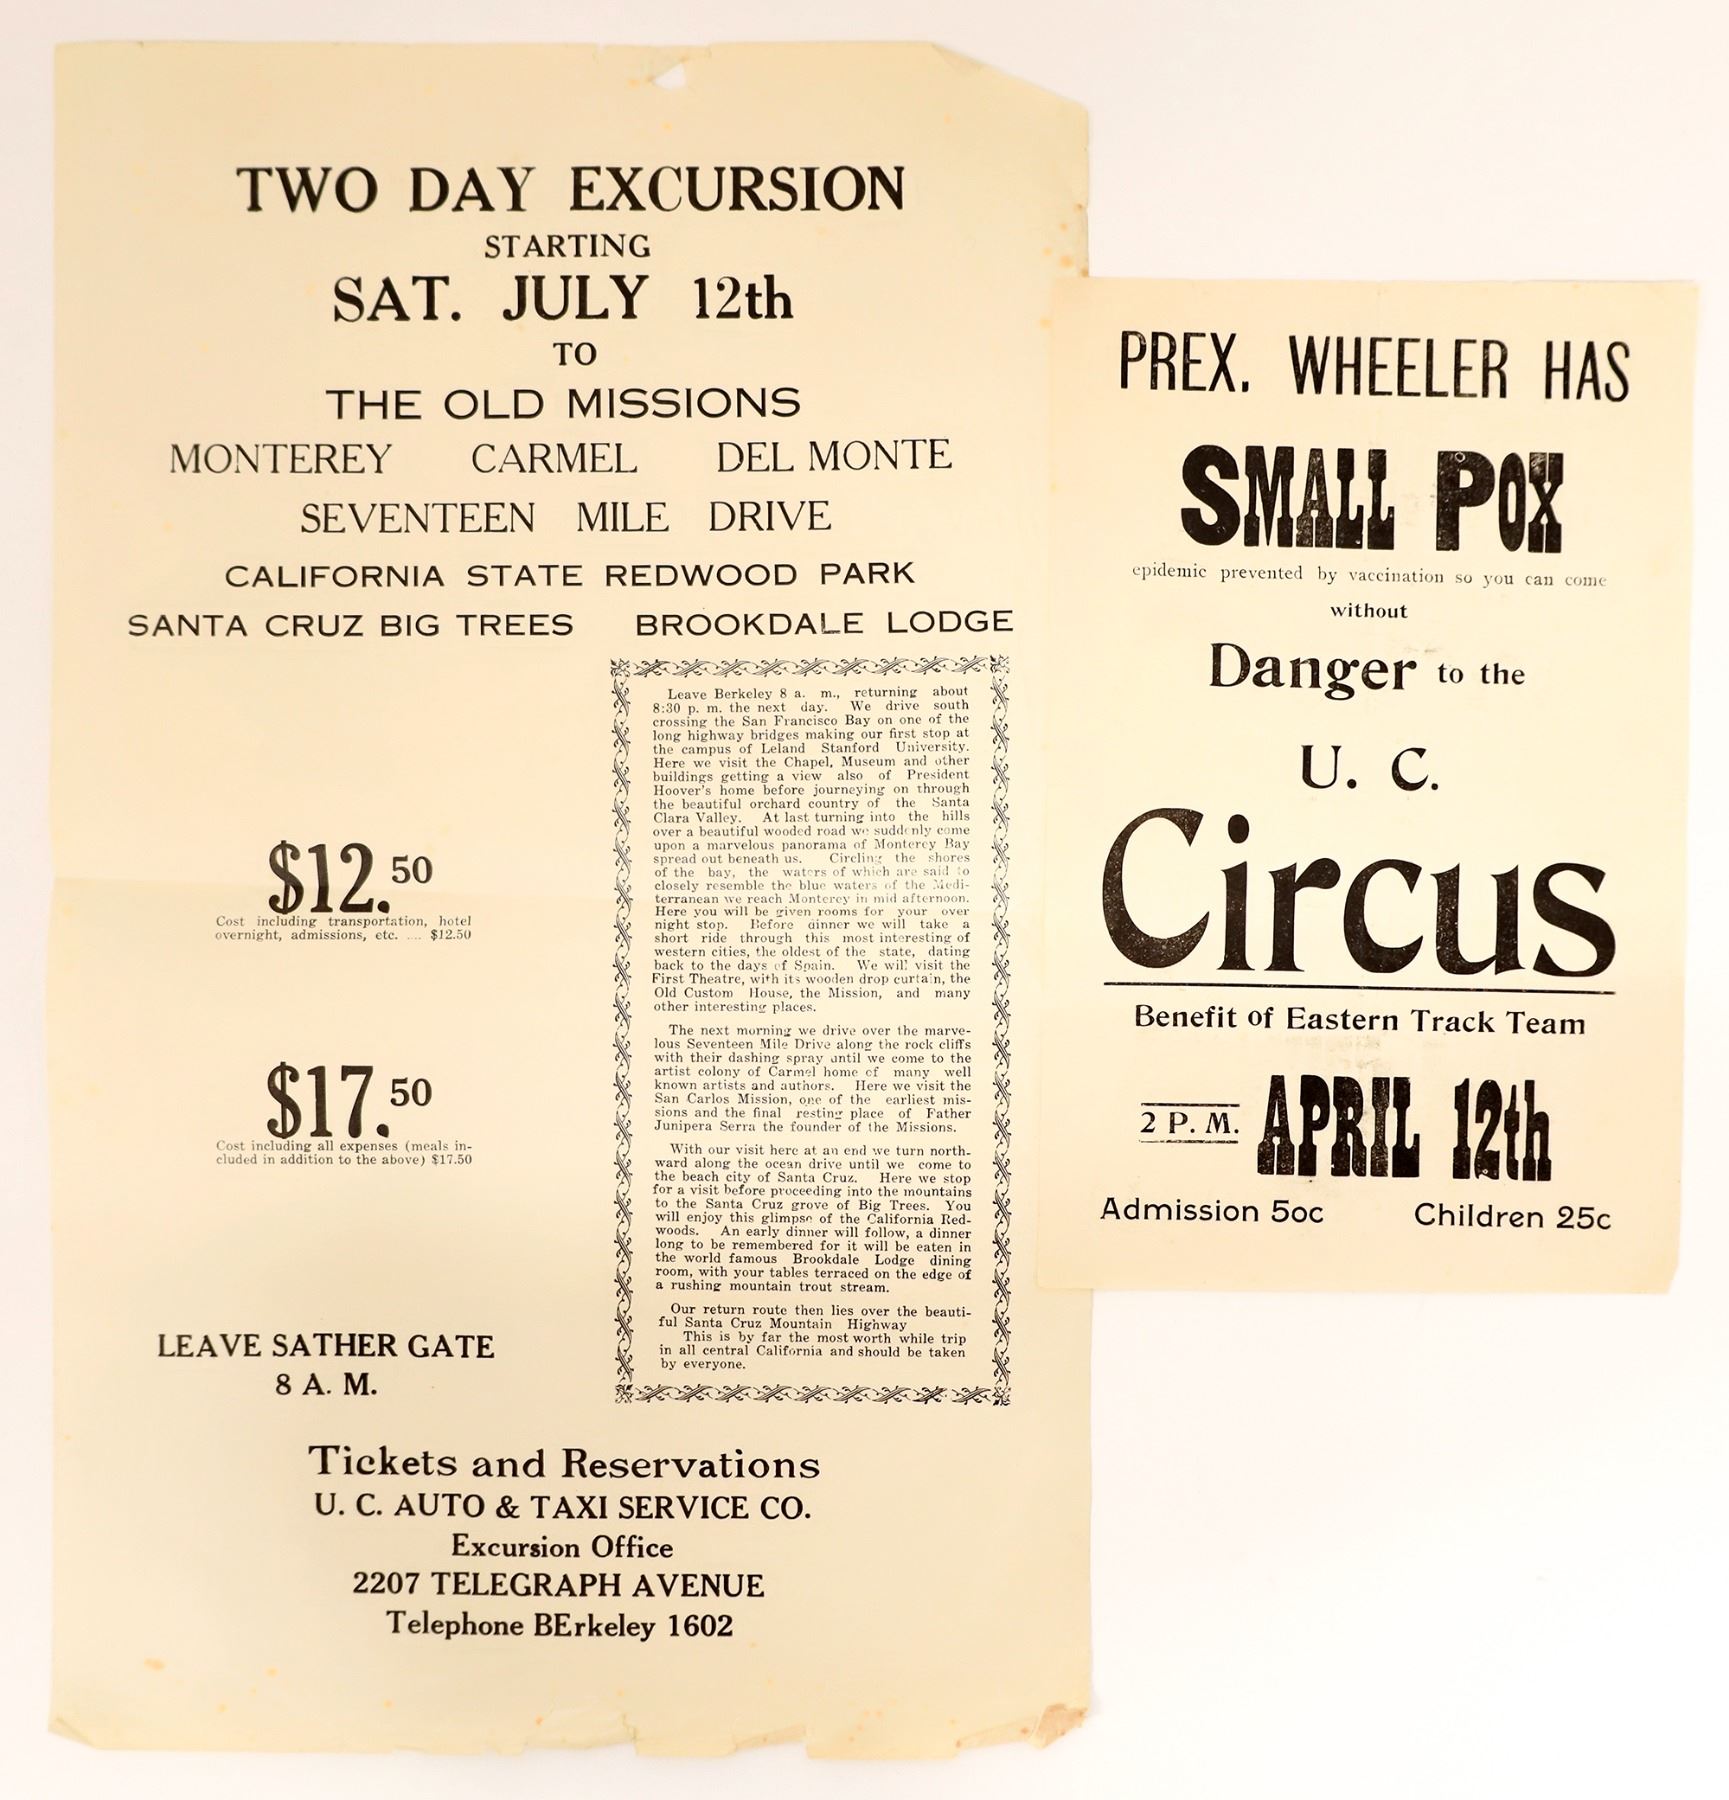 TWO DAY EXCURSION
STARTING
SAT. JULY 12th
TO
THE OLD MISSIONS
MONTEREY CARMEL DEL MONTE
SEVENTEEN MILE DRIVE
CALIFORNIA STATE REDWOOD PARK
SANTA CRUZ BIG TREES BROOKDALE LODGE
$12.50
Cost including transportation, hotel
overnight, admissions, etc. .... $12.50
$17.50
Cost including all expenses (meals in-
cluded in addition to the above) $17.50
LEAVE SATHER GATE
8 A. M.
Leave Berkeley 8 a. m., returning about
8:30 p. m. the next day. We drive south
crossing the San Francisco Bay on one of the
long highway bridges making our first stop at
the campus of Leland Stanford University.
Here we visit the Chapel, Museum and other
buildings getting a view also of President
Hoover's home before journeying on through
the beautiful orchard country of the Santa
Clara Valley. At last turning into the hills
over a beautiful wooded road we suddenly come
upon a marvelous panorama of Monterey Bay
spread out beneath us. Circling the shores
of the bay, the waters of which are said to
closely resemble the blue waters of the Medi-
terranean we reach Monterey in mid afternoon.
Here you will be given rooms for your over
night stop. Before dinner we will take a
short ride through this most interesting of
western cities, the oldest of the state, dating
back to the days of Spain. We will visit the
First Theatre, with its wooden drop curtain, the
Old Custom House, the Mission, and many
other interesting places.
The next morning we drive over the marve-
lous Seventeen Mile Drive along the rock cliffs
with their dashing spray until we come to the
artist colony of Carmel home of many well
known artists and authors. Here we visit the
San Carlos Mission, one of the earliest mis-
sions and the final resting place of Father
Junipera Serra the founder of the Missions.
With our visit here at an end we turn north-
ward along the ocean drive until we come to
the beach city of Santa Cruz. Here we stop
for a visit before proceeding into the mountains
to the Santa Cruz grove of Big Trees. You
will enjoy this glimpse of the California Red-
woods. An early dinner will follow, a dinner
long to be remembered for it will be eaten in
the world famous Brookdale Lodge dining
room, with your tables terraced on the edge of
a rushing mountain trout stream.
Our return route then lies over the beauti-
ful Santa Cruz Mountain Highway
This is by far the most worth while trip
in all central California and should be taken
by everyone.
Tickets and Reservations
U. C. AUTO & TAXI SERVICE CO.
Excursion Office
2207 TELEGRAPH AVENUE
Telephone BErkeley 1602
PREX. WHEELER HAS
SMALL POX
epidemic prevented by vaccination so you can come
without
Danger to the
U. C.
Circus
Benefit of Eastern Track Team
2 P. M. APRIL 12th
Admission 50c Children 25c